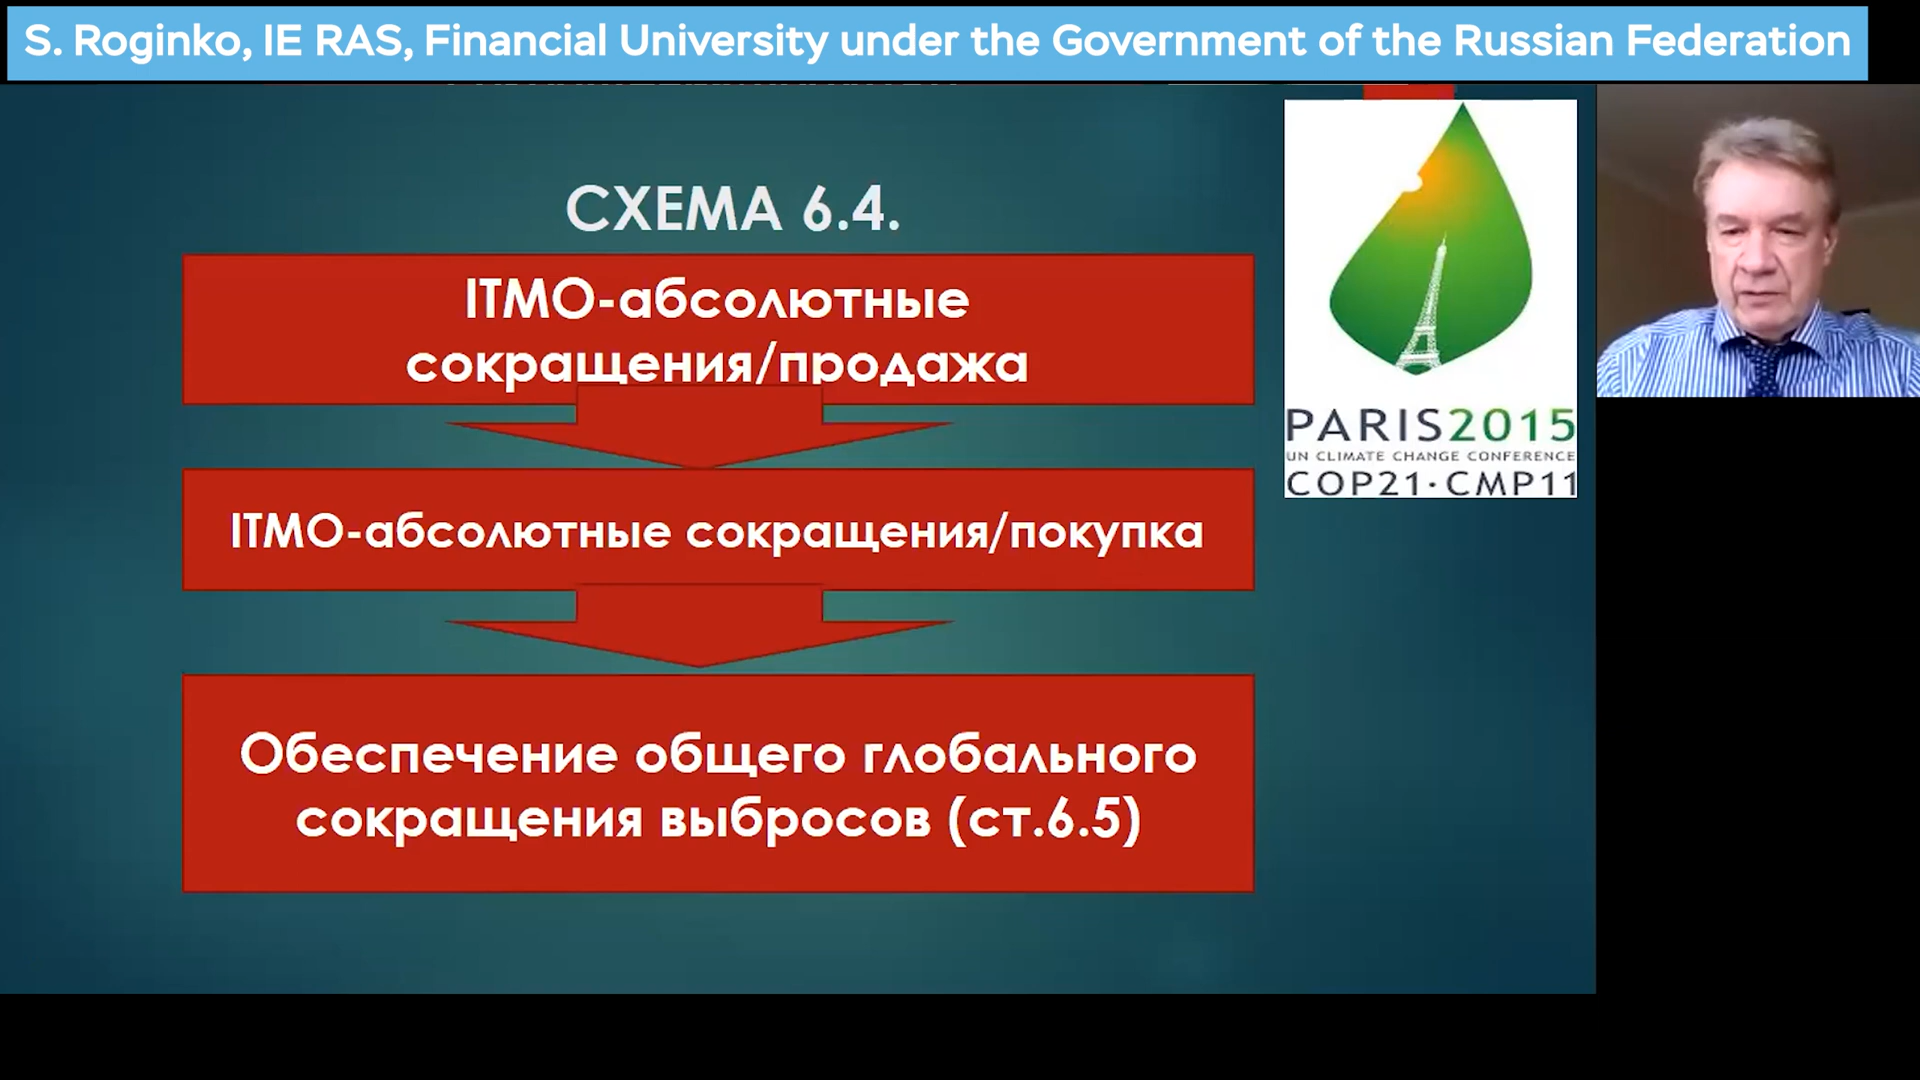 S. Roginko, IE RAS, Financial University under the Government of the Russian Federation
СХЕМА 6.4.
ITMO-абсолютные
сокращения/продажа
ITMO-абсолютные сокращения/покупка
Обеспечение общего глобального
сокращения выбросов (ст.6.5)
PARIS2015
UN CLIMATE CHANGE CONFERENCE
COP21·CMP11